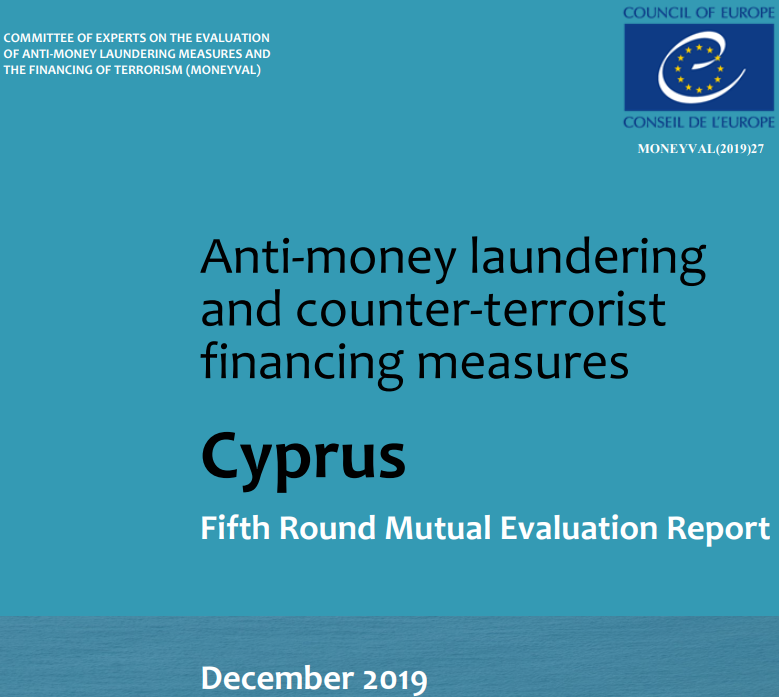 COMMITTEE OF EXPERTS ON THE EVALUATION
OF ANTI-MONEY LAUNDERING MEASURES AND
THE FINANCING OF TERRORISM (MONEYVAL)
COUNCIL OF EUROPE
CONSEIL DE L'EUROPE
MONEYVAL(2019)27
Anti-money laundering
and counter-terrorist
financing measures
Cyprus
Fifth Round Mutual Evaluation Report
December 2019